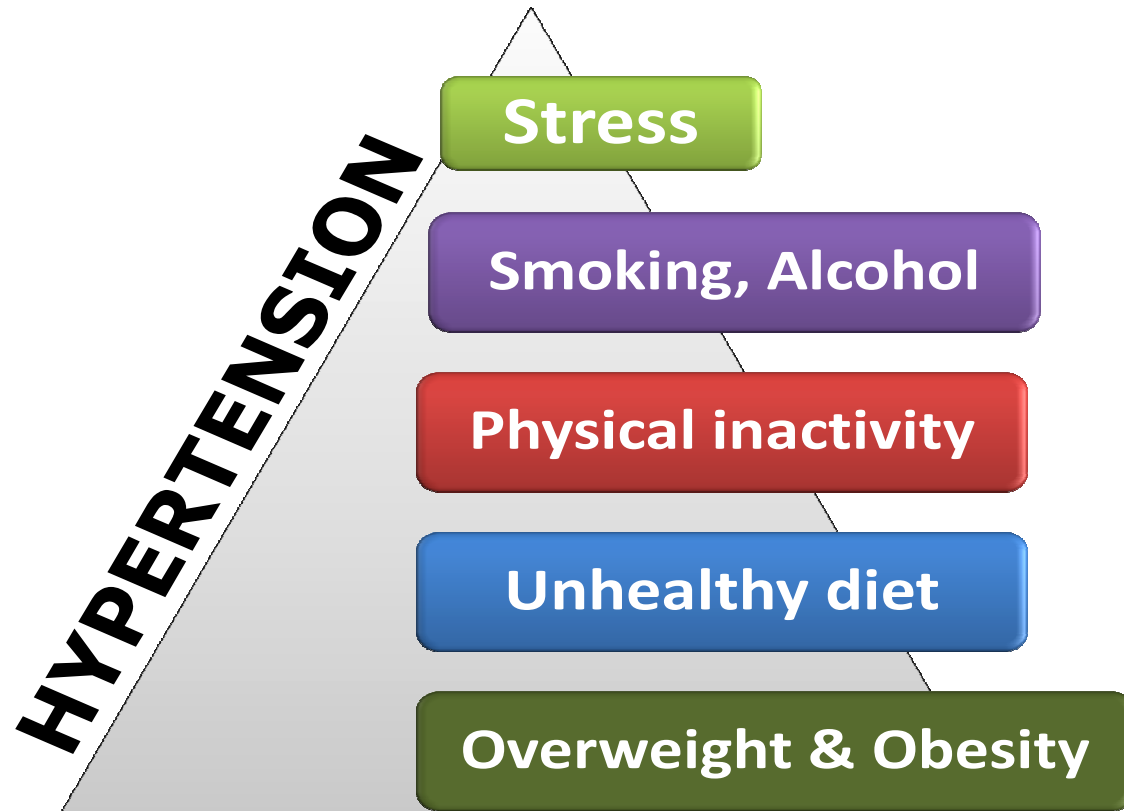 HYPERTENSION
Stress
Smoking, Alcohol
Physical inactivity
Unhealthy diet
Overweight & Obesity